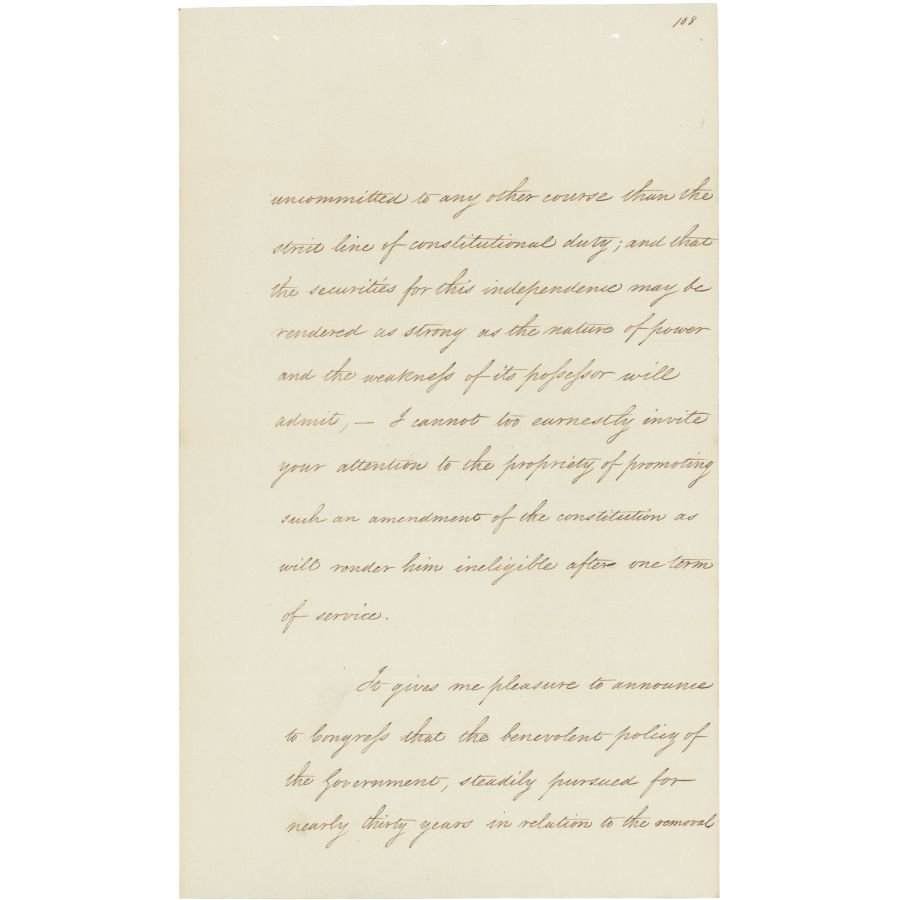 108
uncommitted to any other course than the
strict line of constitutional duty; and that
the securities for this independence may be
rendered as strong as the nature of power
and the weakness of its possessor will
admit, — I cannot too earnestly invite
your attention to the propriety of promoting
such an amendment of the constitution as
will render him ineligible after one term
of service.
It gives me pleasure to announce
to Congress that the benevolent policy of
the Government, steadily pursued for
nearly thirty years in relation to the removal